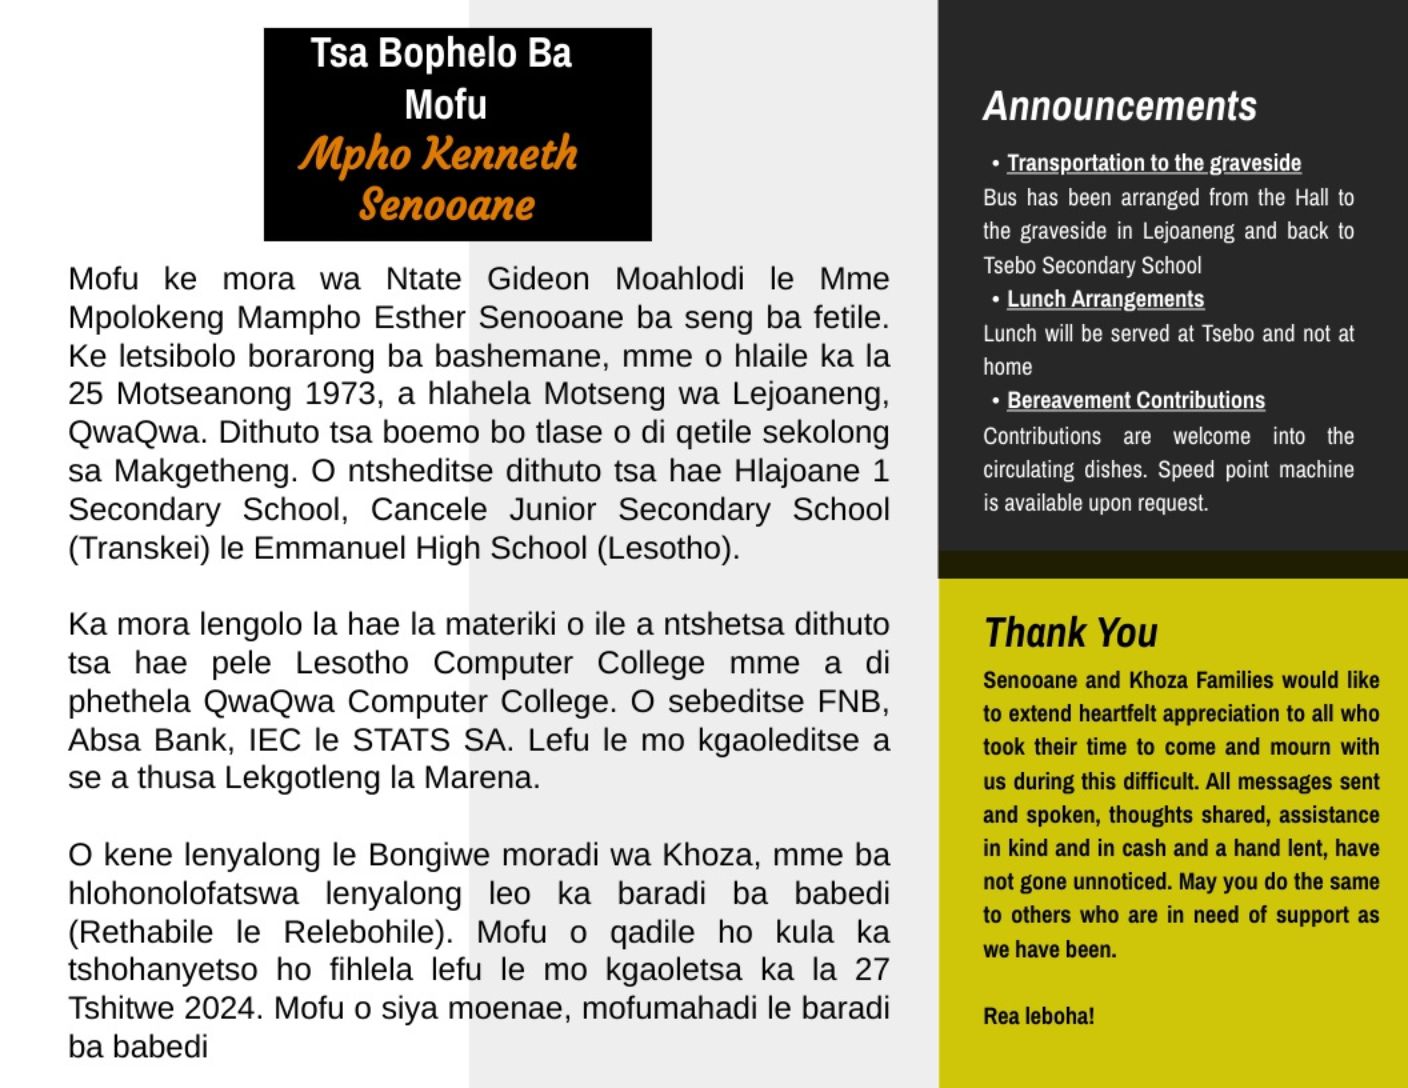 Tsa Bophelo Ba
Mofu
Mpho Kenneth
Senooane
Mofu ke mora wa Ntate Gideon Moahlodi le Mme
Mpolokeng Mampho Esther Senooane ba seng ba fetile.
Ke letsibolo borarong ba bashemane, mme o hlaile ka la
25 Motseanong 1973, a hlahela Motseng wa Lejoaneng,
QwaQwa. Dithuto tsa boemo bo tlase o di qetile sekolong
sa Makgetheng. O ntsheditse dithuto tsa hae Hlajoane 1
Secondary School, Cancele Junior Secondary School
(Transkei) le Emmanuel High School (Lesotho).
Ka mora lengolo la hae la materiki o ile a ntshetsa dithuto
tsa hae pele Lesotho Computer College mme a di
phethela QwaQwa Computer College. O sebeditse FNB,
Absa Bank, IEC le STATS SA. Lefu le mo kgaoleditse a
se a thusa Lekgotleng la Marena.
O kene lenyalong le Bongiwe moradi wa Khoza, mme ba
hlohonolofatswa lenyalong leo ka baradi ba babedi
(Rethabile le Relebohile). Mofu o qadile ho kula ka
tshohanyetso ho fihlela lefu le mo kgaoletsa ka la 27
Tshitwe 2024. Mofu o siya moenae, mofumahadi le baradi
ba babedi
Announcements
• Transportation to the graveside
Bus has been arranged from the Hall to
the graveside in Lejoaneng and back to
Tsebo Secondary School
• Lunch Arrangements
Lunch will be served at Tsebo and not at
home
• Bereavement Contributions
Contributions are welcome into the
circulating dishes. Speed point machine
is available upon request.
Thank You
Senooane and Khoza Families would like
to extend heartfelt appreciation to all who
took their time to come and mourn with
us during this difficult. All messages sent
and spoken, thoughts shared, assistance
in kind and in cash and a hand lent, have
not gone unnoticed. May you do the same
to others who are in need of support as
we have been.
Rea leboha!